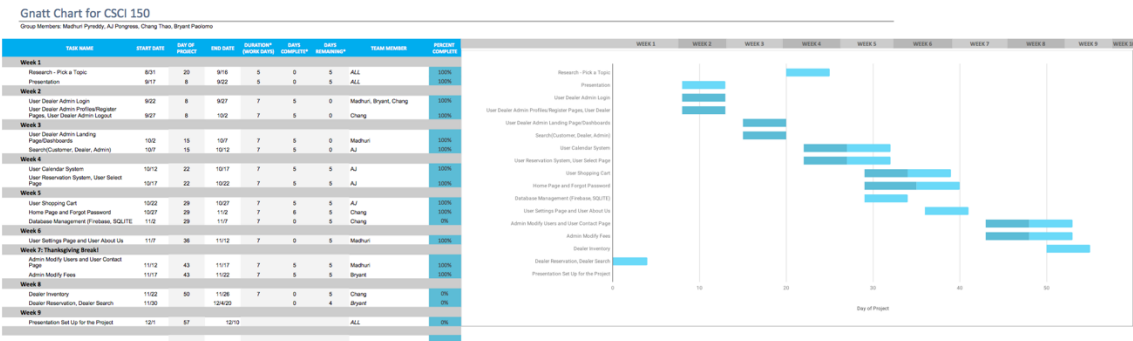 Gnatt Chart for CSCI 150
Group Members: Madhuri Pyreddy, AJ Pongress, Chang Thao, Bryant Paolomo
TASK NAME START DATE DAY OF PROJECT END DATE DURATION* (WORK DAYS) DAYS COMPLETE* DAYS REMAINING* TEAM MEMBER PERCENT COMPLETE
Week 1
Research - Pick a Topic 8/31 20 9/16 5 0 5 ALL 100%
Presentation 9/17 8 9/22 5 0 5 ALL 100%
Week 2
User Dealer Admin Login 9/22 8 9/27 7 5 0 Madhuri, Bryant, Chang 100%
User Dealer Admin Profiles/Register
Pages, User Dealer Admin Logout 9/27 8 10/2 7 5 0 Chang 100%
Week 3
User Dealer Admin Landing
Page/Dashboards 10/2 15 10/7 7 5 0 Madhuri 100%
Search(Customer, Dealer, Admin) 10/7 15 10/12 7 5 0 AJ 100%
Week 4
User Calendar System 10/12 22 10/17 7 5 5 AJ 100%
User Reservation System, User Select
Page 10/17 22 10/22 7 5 5 AJ 100%
Week 5
User Shopping Cart 10/22 29 10/27 7 5 5 AJ 100%
Home Page and Forgot Password 10/27 29 11/2 7 6 5 Chang 100%
Database Management (Firebase, SQLITE 11/2 29 11/7 7 0 5 Chang 0%
Week 6
User Settings Page and User About Us 11/7 36 11/12 7 0 5 Madhuri 100%
Week 7: Thanksgiving Break!
Admin Modify Users and User Contact
Page 11/12 43 11/17 7 5 5 Madhuri 100%
Admin Modify Fees 11/17 43 11/22 7 5 5 Bryant 100%
Week 8
Dealer Inventory 11/22 50 11/26 7 0 5 Chang 0%
Dealer Reservation, Dealer Search 11/30 12/4/20 0 4 Bryant 0%
Week 9
Presentation Set Up for the Project 12/1 57 12/10 ALL 0%
WEEK 1 WEEK 2 WEEK 3 WEEK 4 WEEK 5 WEEK 6 WEEK 7 WEEK 8 WEEK 9 WEEK 10
Research - Pick a Topic
Presentation
User Dealer Admin Login
User Dealer Admin Profiles/Register Pages, User Dealer
User Dealer Admin Landing Page/Dashboards
Search(Customer, Dealer, Admin)
User Calendar System
User Reservation System, User Select Page
User Shopping Cart
Home Page and Forgot Password
Database Management (Firebase, SQLITE)
User Settings Page and User About Us
Admin Modify Users and User Contact Page
Admin Modify Fees
Dealer Inventory
Dealer Reservation, Dealer Search
Presentation Set Up for the Project
0 10 20 30 40 50
Day of Project